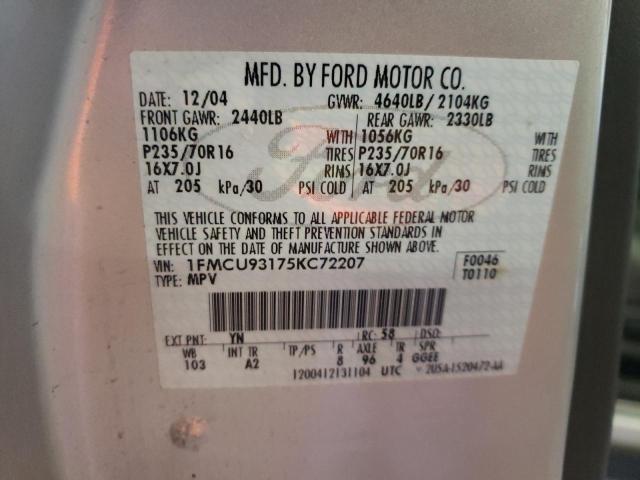 MFD. BY FORD MOTOR CO.
DATE: 12/04 GVWR: 4640LB/ 2104KG
FRONT GAWR: 2440LB REAR GAWR: 2330LB
1106KG WITH 1056KG WITH
P235/70R16 TIRES P235/70R16 TIRES
16X7.0J RIMS 16X7.0J RIMS
AT 205 kPa/30 PSI COLD AT 205 kPa/30 PSI COLD
Ford
THIS VEHICLE CONFORMS TO ALL APPLICABLE FEDERAL MOTOR
VEHICLE SAFETY AND THEFT PREVENTION STANDARDS IN
EFFECT ON THE DATE OF MANUFACTURE SHOWN ABOVE.
VIN: 1FMCU93175KC72207 F0046
TYPE: MPV T0110
EXT PNT: YN RC: 58 DSO:
WB INT TR TP/PS R AXLE TR SPR
103 A2 8 96 4 GGEE
1200412131104 UTC 2U5A-1520472-AA